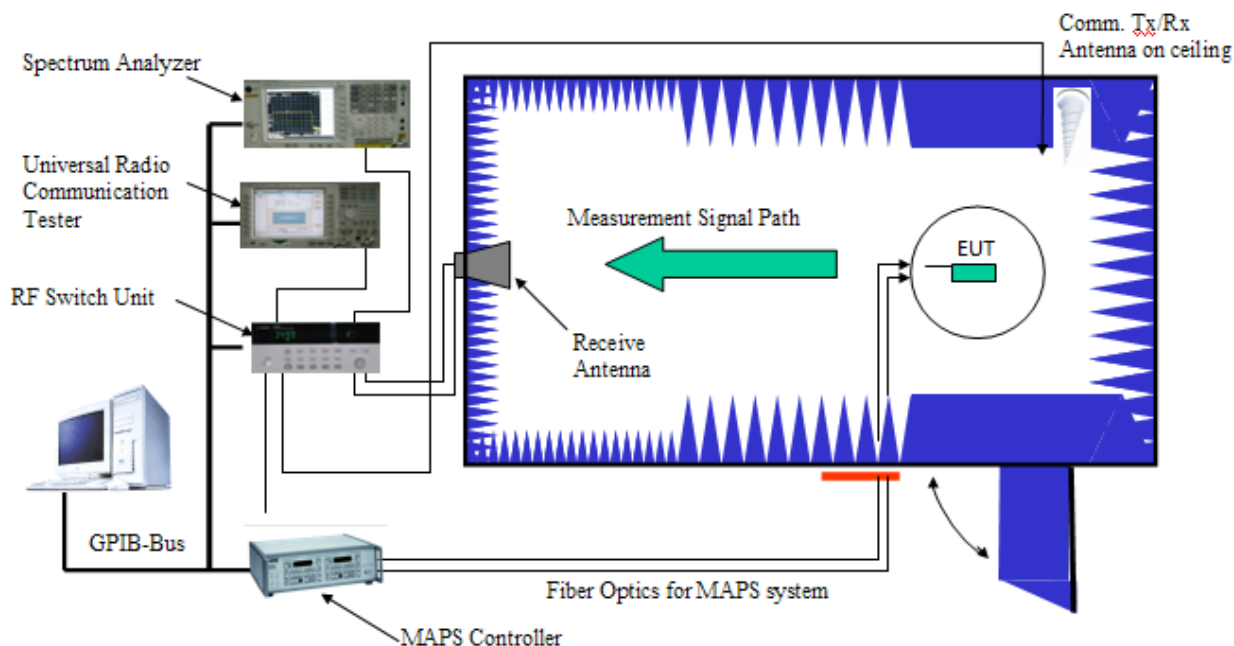 Comm. Tx/Rx
Antenna on ceiling
Spectrum Analyzer
Universal Radio
Communication
Tester
Measurement Signal Path
EUT
RF Switch Unit
Receive
Antenna
GPIB-Bus
Fiber Optics for MAPS system
MAPS Controller